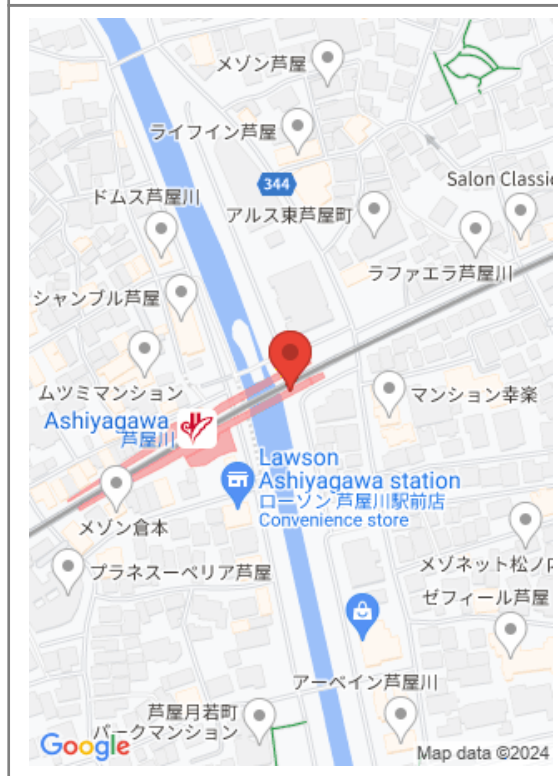 メゾン芦屋
ライフイン芦屋
344
Salon Classic
ドムス芦屋川
アルス東芦屋町
ラファエラ芦屋川
シャンブル芦屋
ムツミマンション
マンション幸楽
Ashiyagawa
芦屋川
Lawson
Ashiyagawa station
ローソン 芦屋川駅前店
Convenience store
メゾン倉本
プラネスーペリア芦屋
メゾネット松ノ内
ゼフィール芦屋
アーベイン芦屋川
芦屋月若町
パークマンション
Google
Map data ©2024